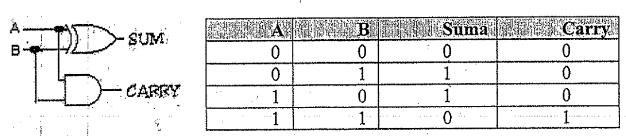 A
B
SUM
CARRY
A B Suma Carry
0 0 0 0
0 1 1 0
1 0 1 0
1 1 0 1